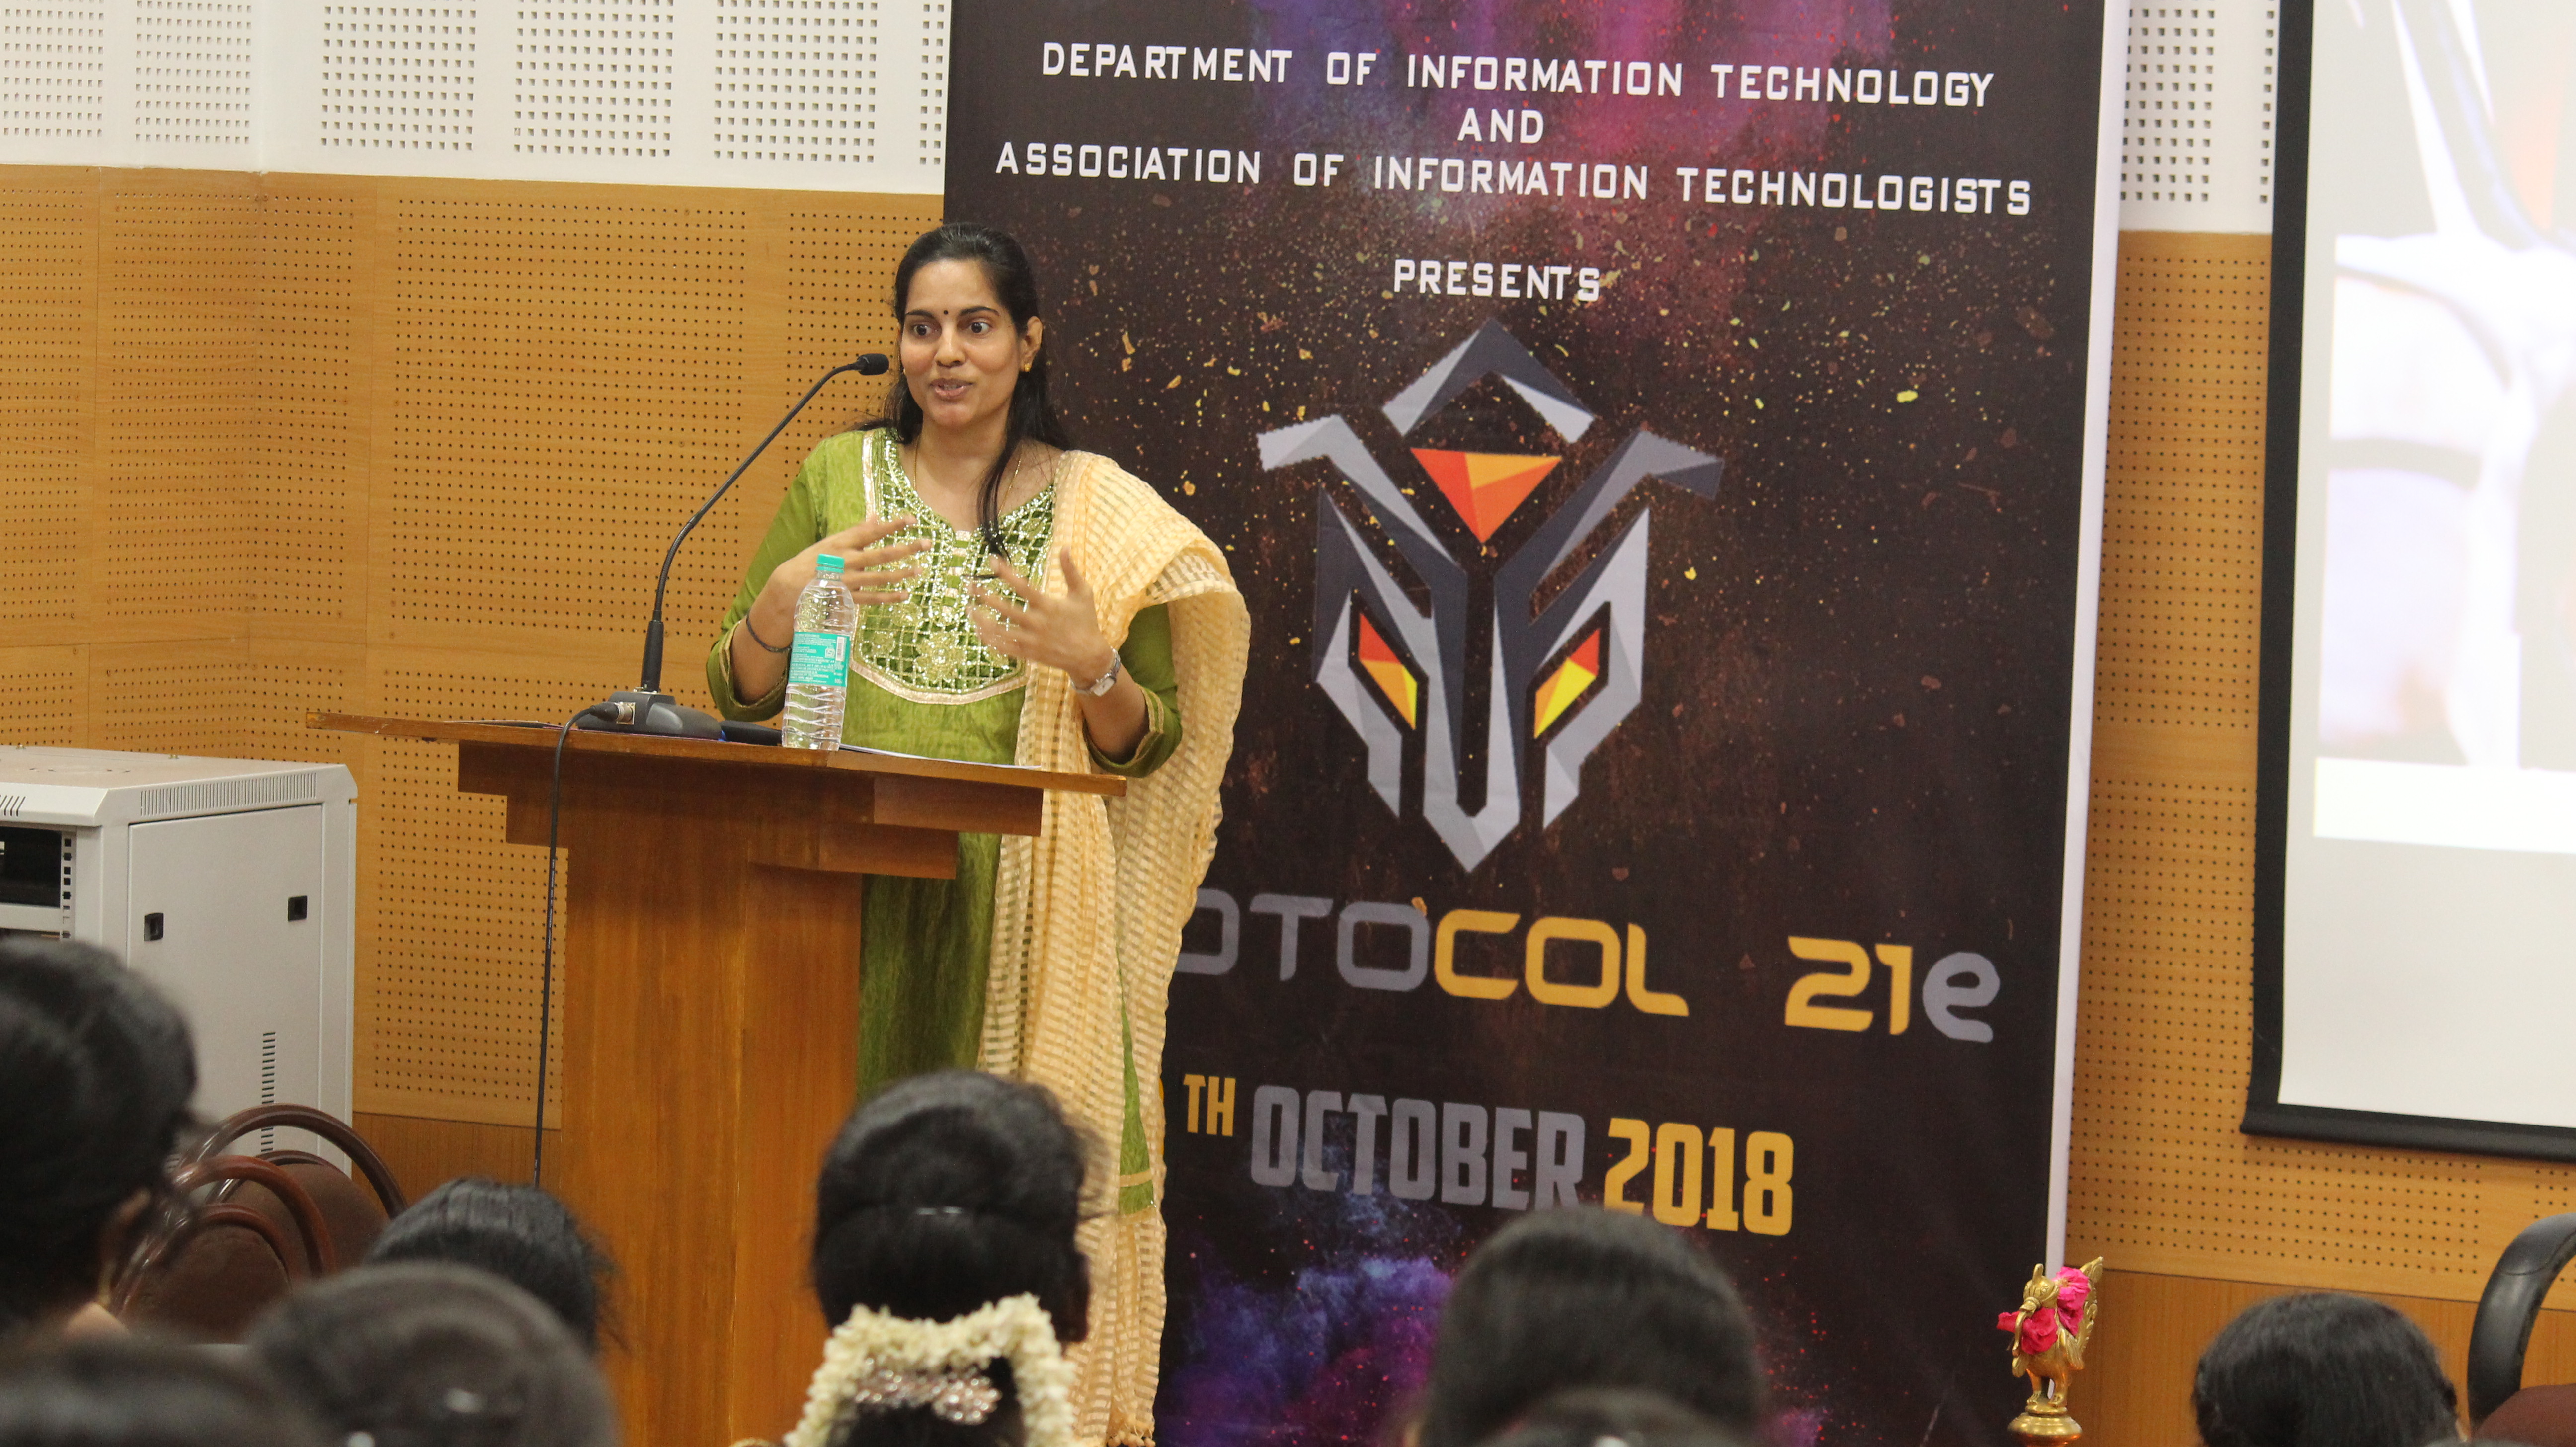 DEPARTMENT OF INFORMATION TECHNOLOGY
AND
ASSOCIATION OF INFORMATION TECHNOLOGISTS
PRESENTS
OTOCOL 21e
TH OCTOBER 2018